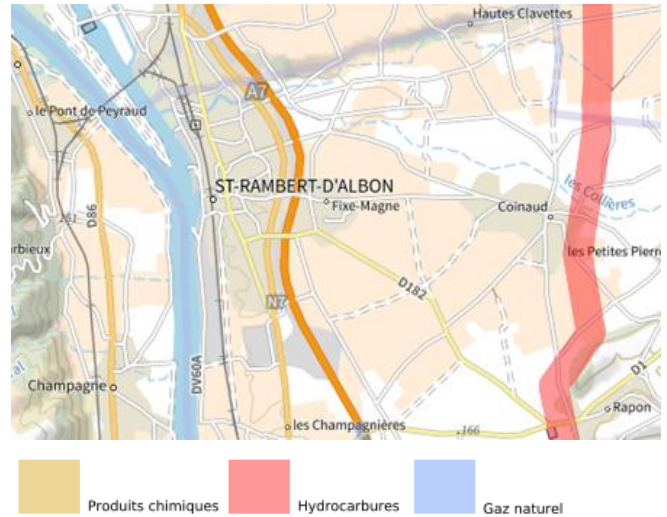 Hautes Clavettes
A7
le Pont de Peyraud
ST-RAMBERT-D'ALBON
les Collières
Fixe-Magne
Coinaud
161
D86
les Petites Pierre
D182
N7
DV60A
D1
Champagne
Rapon
les Champagnières
166
Produits chimiques
Hydrocarbures
Gaz naturel